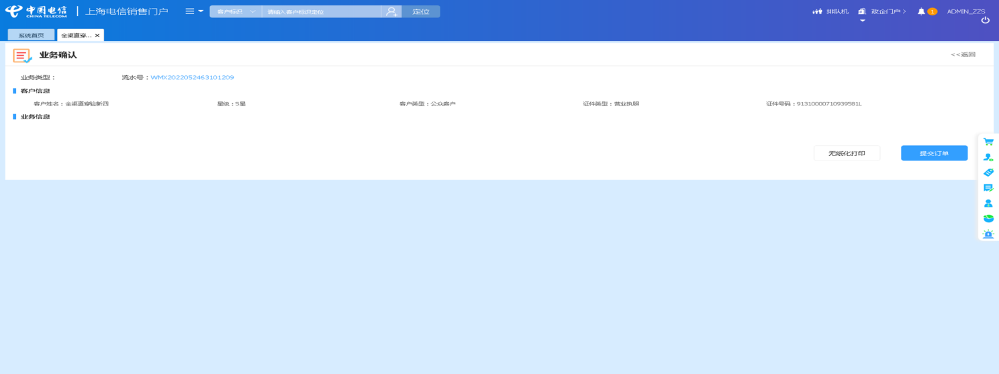 中国电信 CHINA TELECOM 上海电信销售门户 客户标识 请输入客户标识定位 定位 排队机 政企门户> 1 ADMIN_ZZS
系统首页 全渠道穿... ×
业务确认 <<返回
业务类型： 流水号：WMX2022052463101209
客户信息
客户姓名：全渠道穿验新四 星级：5星 客户类型：公众客户 证件类型：营业执照 证件号码：91310000710939581L
业务信息
无纸化打印 提交订单